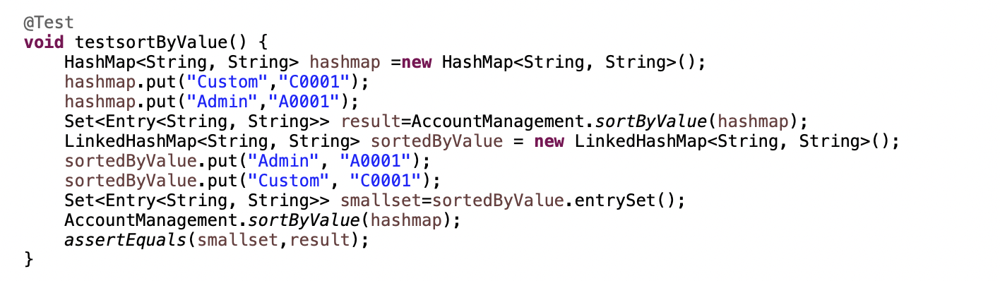 @Test
void testsortByValue() {
    HashMap<String, String> hashmap =new HashMap<String, String>();
    hashmap.put("Custom","C0001");
    hashmap.put("Admin","A0001");
    Set<Entry<String, String>> result=AccountManagement.sortByValue(hashmap);
    LinkedHashMap<String, String> sortedByValue = new LinkedHashMap<String, String>();
    sortedByValue.put("Admin", "A0001");
    sortedByValue.put("Custom", "C0001");
    Set<Entry<String, String>> smallset=sortedByValue.entrySet();
    AccountManagement.sortByValue(hashmap);
    assertEquals(smallset,result);
}